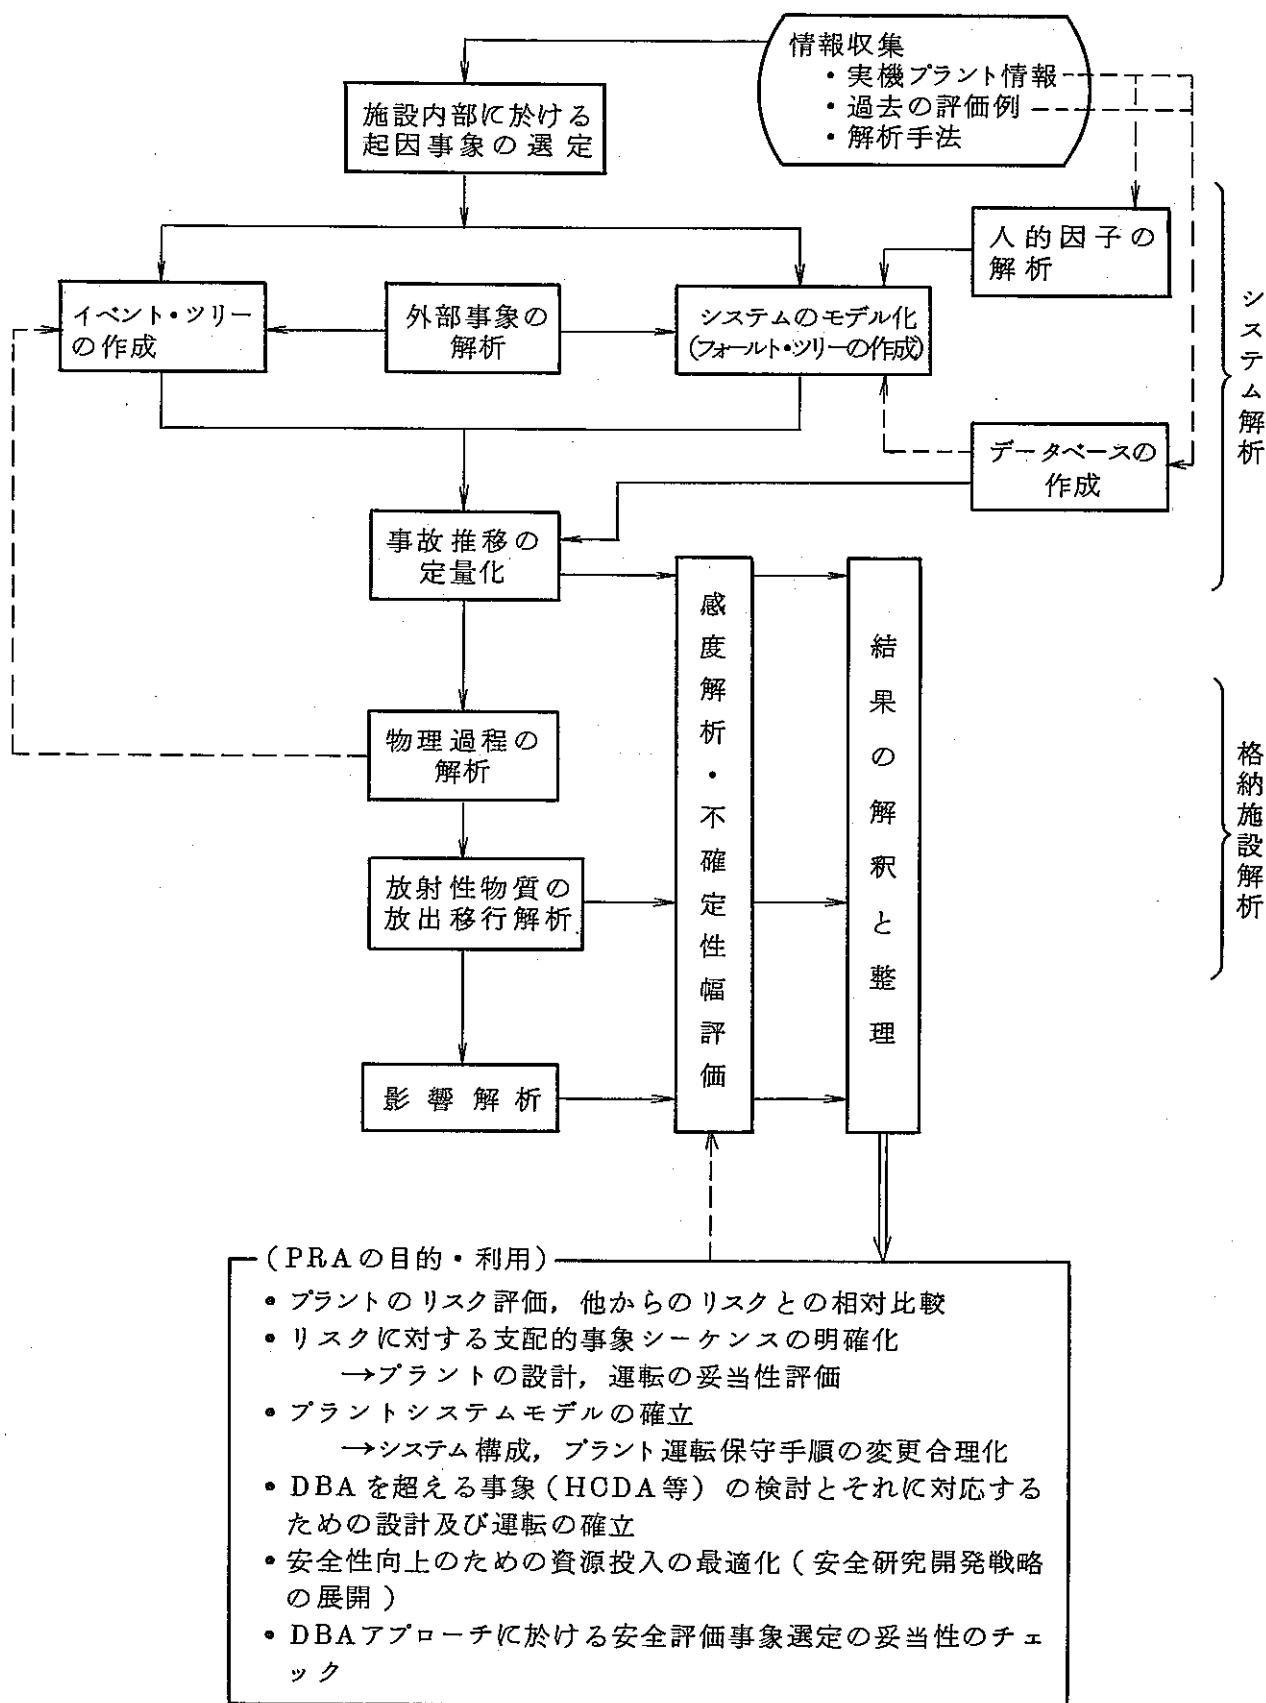 情報収集
・実機プラント情報
・過去の評価例
・解析手法
施設内部に於ける
起因事象の選定
人的因子の
解析
イベント・ツリー
の作成
外部事象の
解析
システムのモデル化
(フォールト・ツリーの作成)
システム解析
データベースの
作成
事故推移の
定量化
感度解析・不確定性幅評価
結果の解釈と整理
物理過程の
解析
格納施設解析
放射性物質の
放出移行解析
影響解析
(PRAの目的・利用)
・プラントのリスク評価,他からのリスクとの相対比較
・リスクに対する支配的事象シーケンスの明確化
→プラントの設計,運転の妥当性評価
・プラントシステムモデルの確立
→システム構成,プラント運転保守手順の変更合理化
・DBAを超える事象(HCDA等)の検討とそれに対応する
ための設計及び運転の確立
・安全性向上のための資源投入の最適化(安全研究開発戦略
の展開)
・DBAアプローチに於ける安全評価事象選定の妥当性のチェ
ック